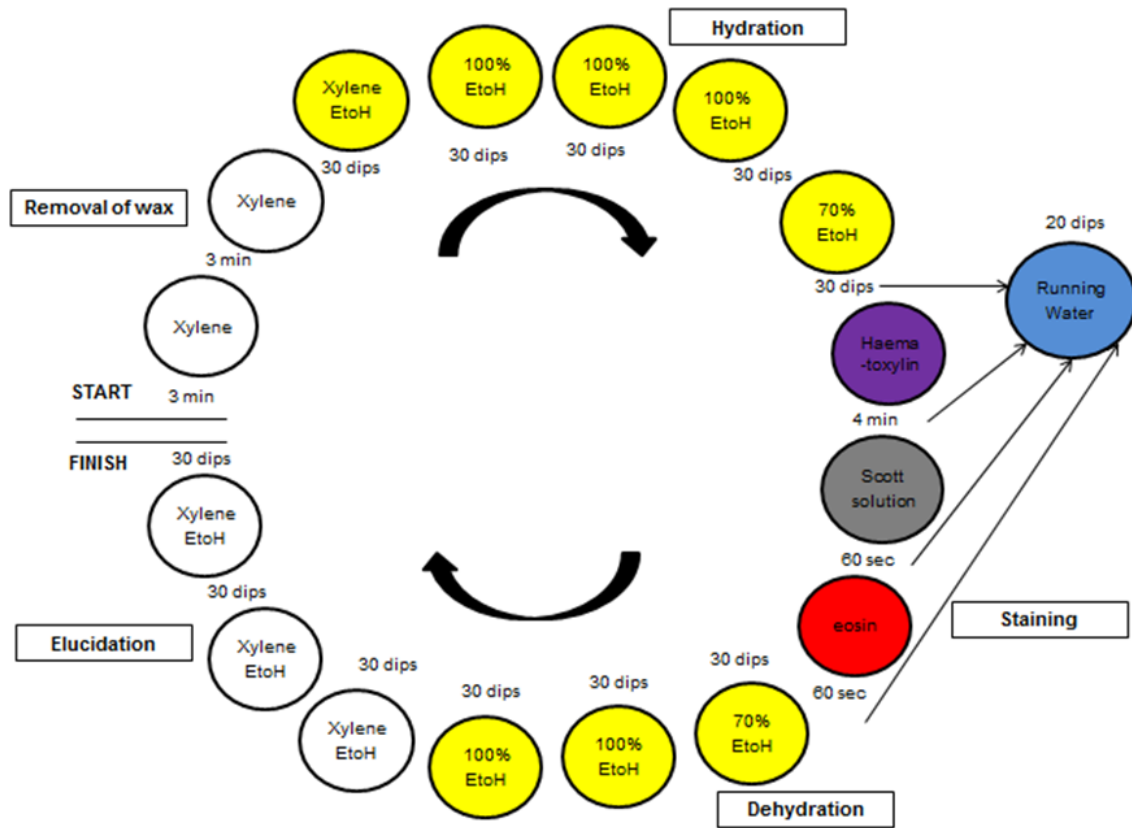 START
Xylene
3 min
Removal of wax
Xylene
3 min
Xylene
EtoH
30 dips
100%
EtoH
30 dips
100%
EtoH
30 dips
Hydration
100%
EtoH
30 dips
70%
EtoH
30 dips
20 dips
Running
Water
Haema
-toxylin
4 min
Scott
solution
60 sec
eosin
60 sec
Staining
70%
EtoH
30 dips
Dehydration
100%
EtoH
30 dips
100%
EtoH
30 dips
Xylene
EtoH
30 dips
Elucidation
Xylene
EtoH
30 dips
Xylene
EtoH
30 dips
FINISH